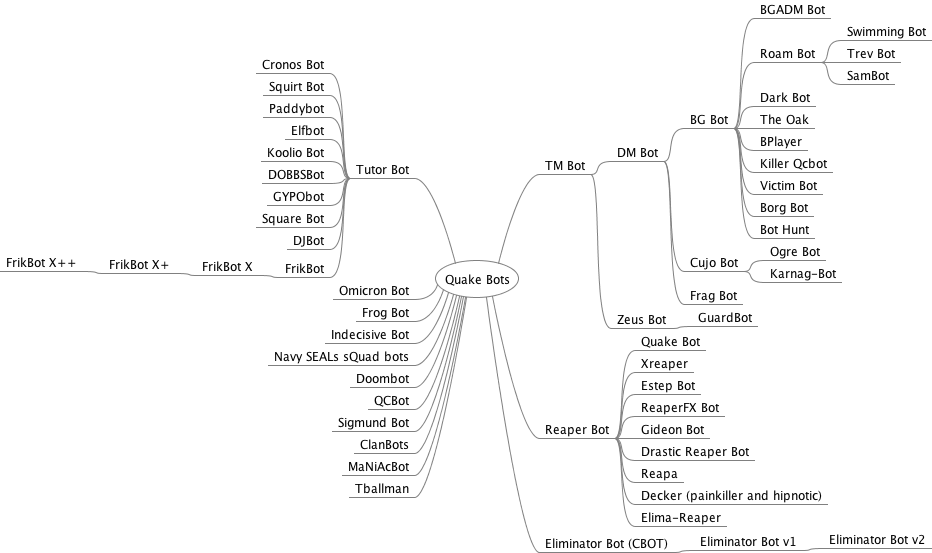 Quake Bots
Tutor Bot
Cronos Bot
Squirt Bot
Paddybot
Elfbot
Koolio Bot
DOBBSBot
GYPObot
Square Bot
DJBot
FrikBot
FrikBot X
FrikBot X+
FrikBot X++
Omicron Bot
Frog Bot
Indecisive Bot
Navy SEALs sQuad bots
Doombot
QCBot
Sigmund Bot
ClanBots
MaNiAcBot
Tballman
TM Bot
DM Bot
BG Bot
BGADM Bot
Roam Bot
Swimming Bot
Trev Bot
SamBot
Dark Bot
The Oak
BPlayer
Killer Qcbot
Victim Bot
Borg Bot
Bot Hunt
Cujo Bot
Ogre Bot
Karnag-Bot
Frag Bot
Zeus Bot
GuardBot
Reaper Bot
Quake Bot
Xreaper
Estep Bot
ReaperFX Bot
Gideon Bot
Drastic Reaper Bot
Reapa
Decker (painkiller and hipnotic)
Elima-Reaper
Eliminator Bot (CBOT)
Eliminator Bot v1
Eliminator Bot v2